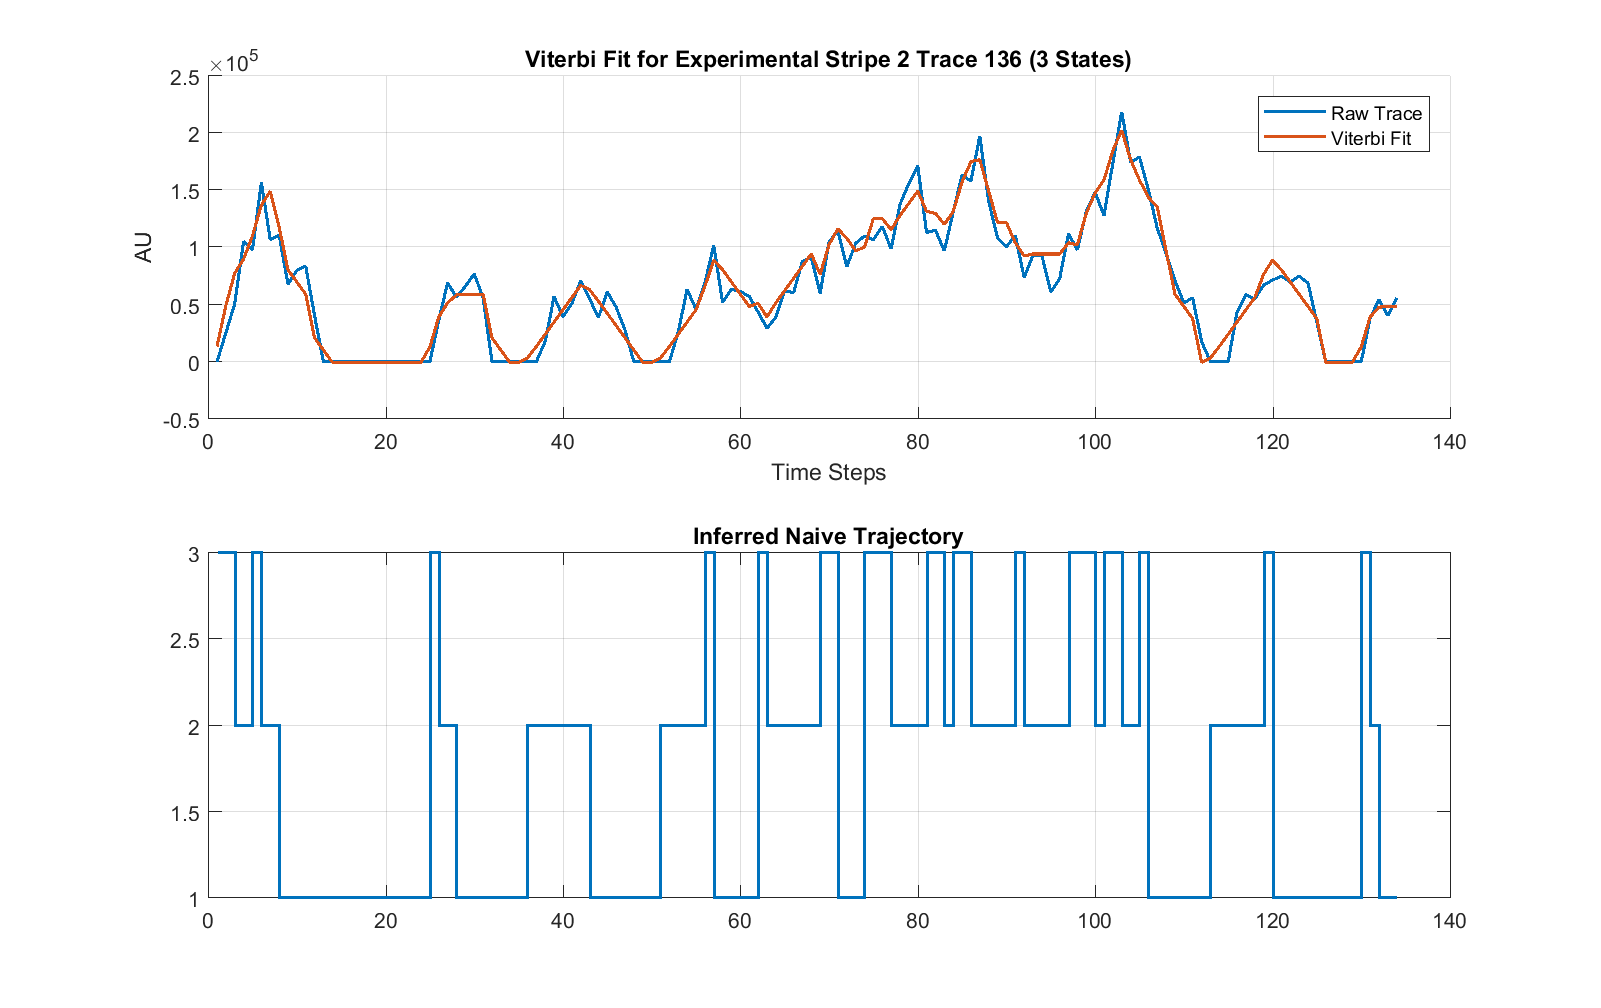 Viterbi Fit for Experimental Stripe 2 Trace 136 (3 States)
×10^5
2.5
2
1.5
1
0.5
0
-0.5
AU
Raw Trace
Viterbi Fit
0 20 40 60 80 100 120 140
Time Steps
Inferred Naive Trajectory
3
2.5
2
1.5
1
0 20 40 60 80 100 120 140